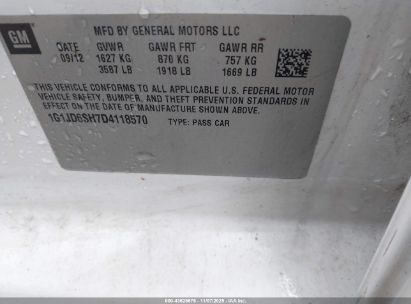 GM
MFD BY GENERAL MOTORS LLC
DATE GVWR GAWR FRT GAWR RR
09/12 1627 KG 870 KG 757 KG
3587 LB 1918 LB 1669 LB
THIS VEHICLE CONFORMS TO ALL APPLICABLE U.S. FEDERAL MOTOR
VEHICLE SAFETY, BUMPER, AND THEFT PREVENTION STANDARDS IN
EFFECT ON THE DATE OF MANUFACTURE SHOWN ABOVE.
1G1JD6SH7D4118570 TYPE: PASS CAR